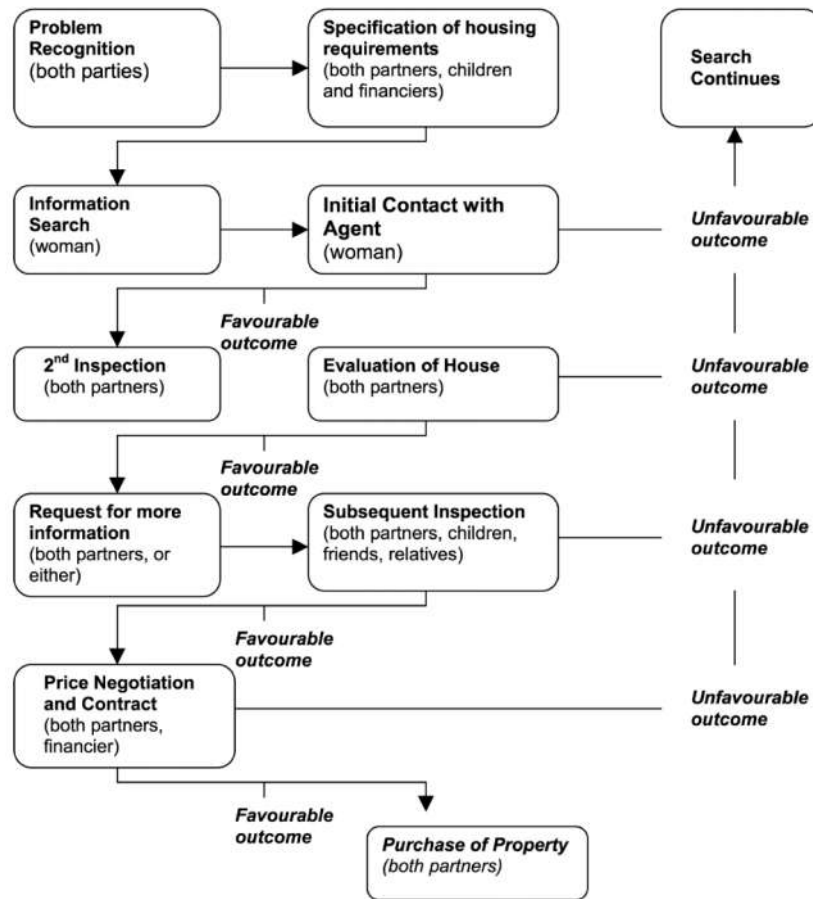 Problem
Recognition
(both parties)
Specification of housing
requirements
(both partners, children
and financiers)
Search
Continues
Information
Search
(woman)
Initial Contact with
Agent
(woman)
Unfavourable
outcome
Favourable
outcome
2nd Inspection
(both partners)
Evaluation of House
(both partners)
Unfavourable
outcome
Favourable
outcome
Request for more
information
(both partners, or
either)
Subsequent Inspection
(both partners, children,
friends, relatives)
Unfavourable
outcome
Favourable
outcome
Price Negotiation
and Contract
(both partners,
financier)
Unfavourable
outcome
Favourable
outcome
Purchase of Property
(both partners)